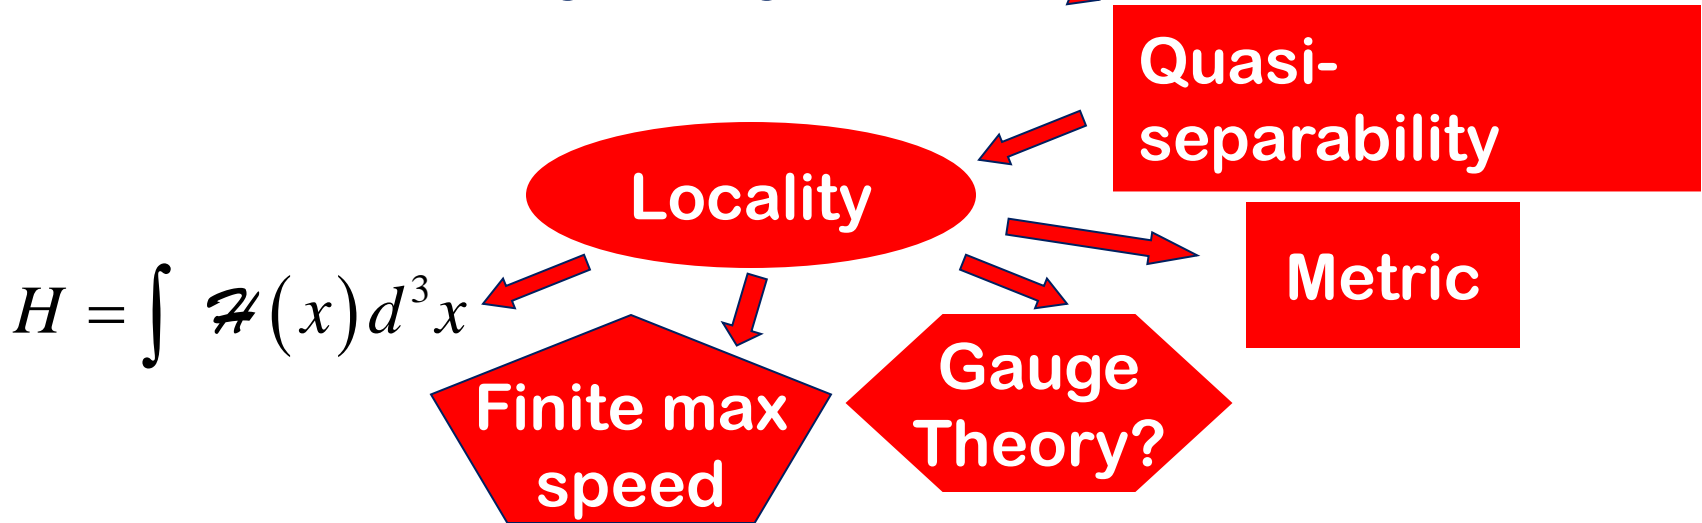 Quasi-
separability
Locality
Metric
H = ∫ ℋ(x)d³x
Gauge
Theory?
Finite max
speed